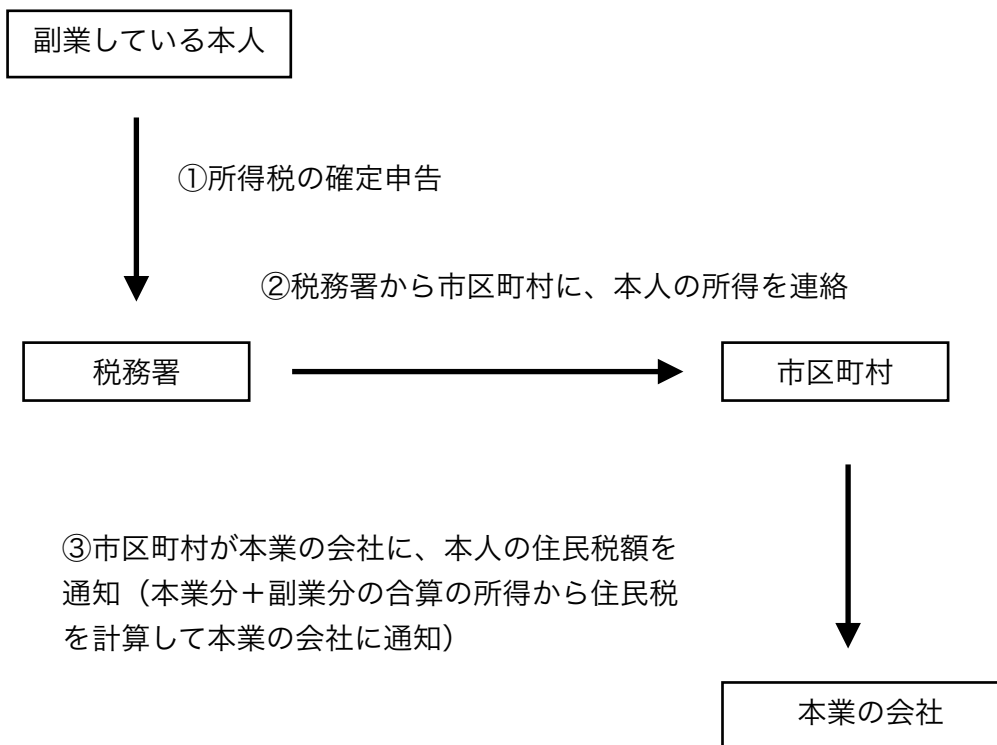 副業している本人
①所得税の確定申告
②税務署から市区町村に、本人の所得を連絡
税務署
市区町村
③市区町村が本業の会社に、本人の住民税額を
通知（本業分＋副業分の合算の所得から住民税
を計算して本業の会社に通知）
本業の会社